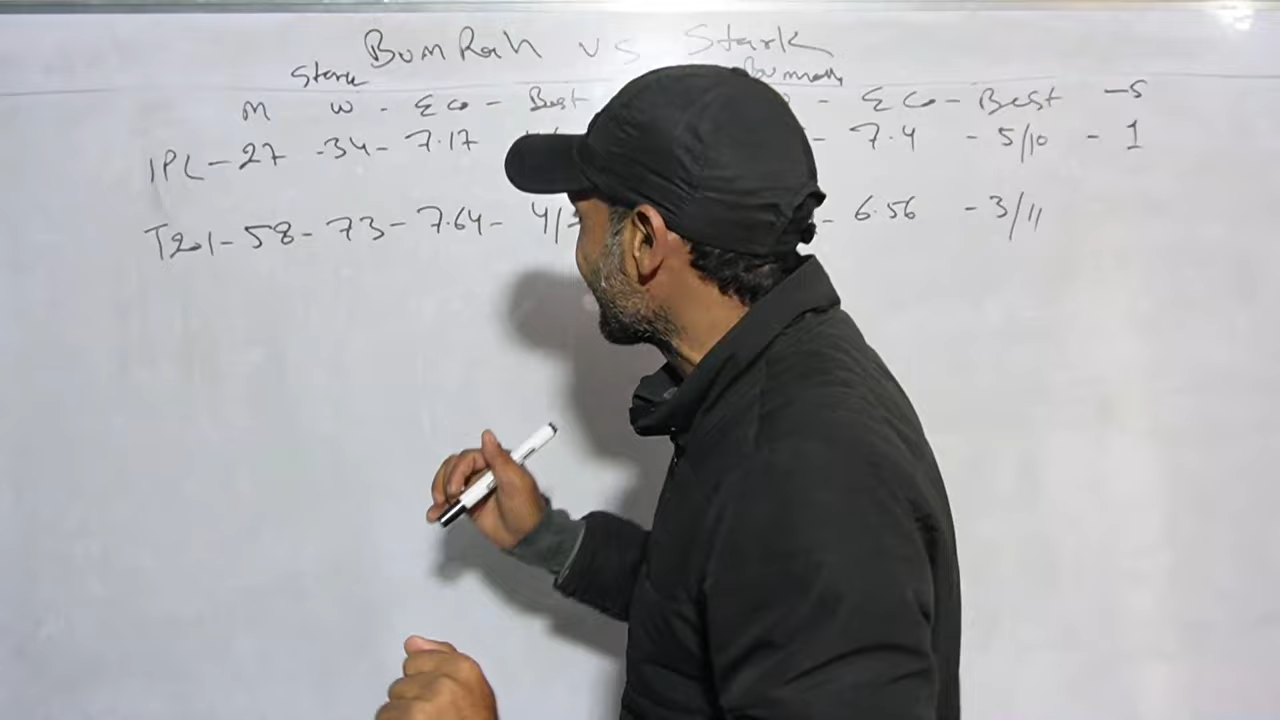 BumRah vs Stark
Stark Bumrah
M W - Eco - Best - Eco - Best - 5
IPL - 27 - 34 - 7.17 - 7.4 - 5/10 - 1
T20I - 58 - 73 - 7.64 - 4/ - 6.56 - 3/11